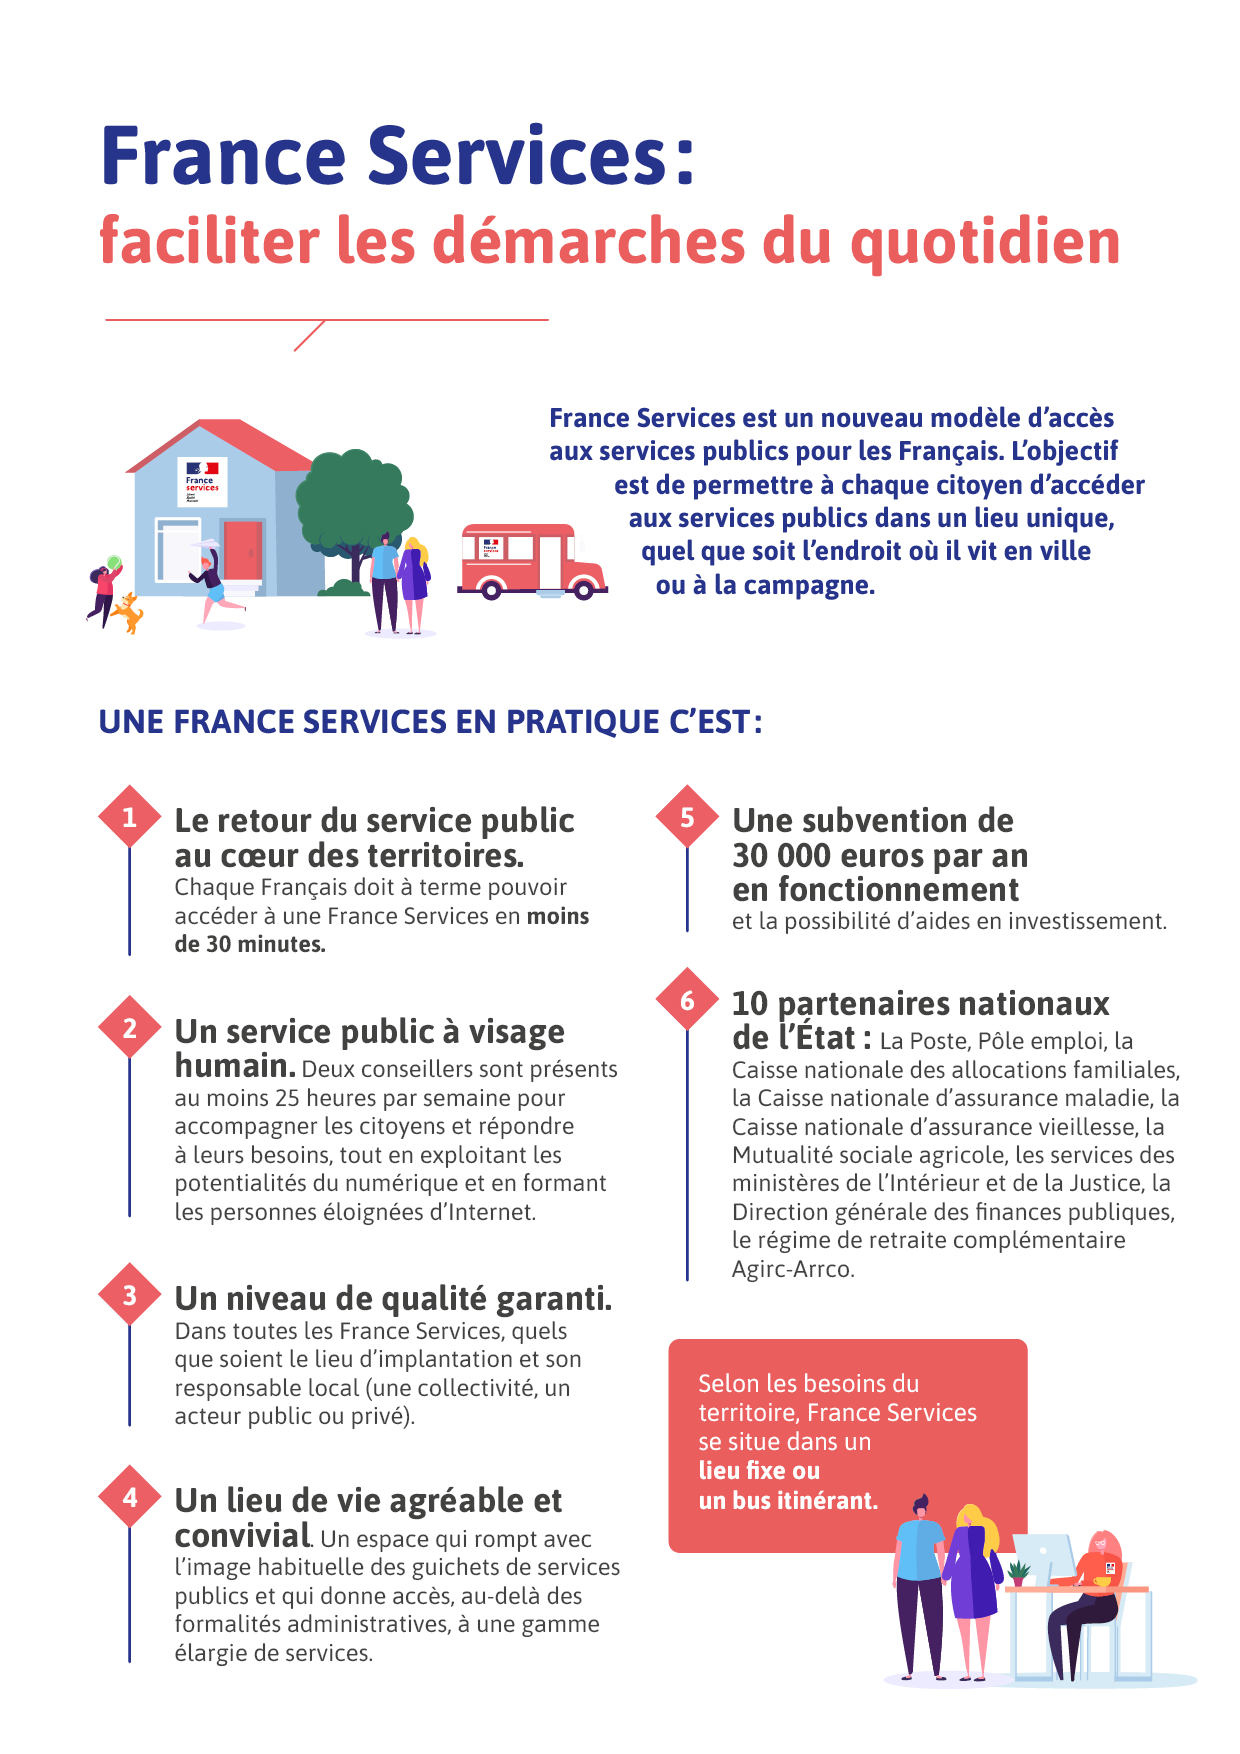 France Services :
faciliter les démarches du quotidien
France Services est un nouveau modèle d’accès
aux services publics pour les Français. L’objectif
est de permettre à chaque citoyen d’accéder
aux services publics dans un lieu unique,
quel que soit l’endroit où il vit en ville
ou à la campagne.
France
services
France
services
UNE FRANCE SERVICES EN PRATIQUE C’EST :
1
Le retour du service public
au cœur des territoires.
Chaque Français doit à terme pouvoir
accéder à une France Services en moins
de 30 minutes.
2
Un service public à visage
humain. Deux conseillers sont présents
au moins 25 heures par semaine pour
accompagner les citoyens et répondre
à leurs besoins, tout en exploitant les
potentialités du numérique et en formant
les personnes éloignées d’Internet.
3
Un niveau de qualité garanti.
Dans toutes les France Services, quels
que soient le lieu d’implantation et son
responsable local (une collectivité, un
acteur public ou privé).
4
Un lieu de vie agréable et
convivial. Un espace qui rompt avec
l’image habituelle des guichets de services
publics et qui donne accès, au-delà des
formalités administratives, à une gamme
élargie de services.
5
Une subvention de
30 000 euros par an
en fonctionnement
et la possibilité d’aides en investissement.
6
10 partenaires nationaux
de l’État : La Poste, Pôle emploi, la
Caisse nationale des allocations familiales,
la Caisse nationale d’assurance maladie, la
Caisse nationale d’assurance vieillesse, la
Mutualité sociale agricole, les services des
ministères de l’Intérieur et de la Justice, la
Direction générale des finances publiques,
le régime de retraite complémentaire
Agirc-Arrco.
Selon les besoins du
territoire, France Services
se situe dans un
lieu fixe ou
un bus itinérant.